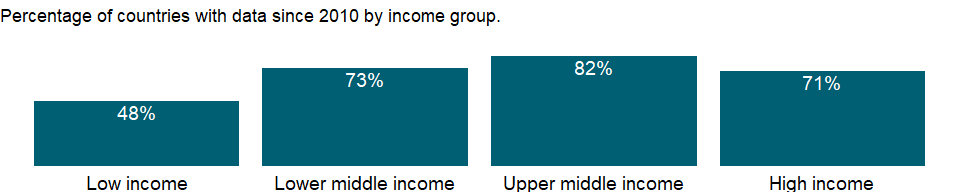 Percentage of countries with data since 2010 by income group.
48%
73%
82%
71%
Low income
Lower middle income
Upper middle income
High income